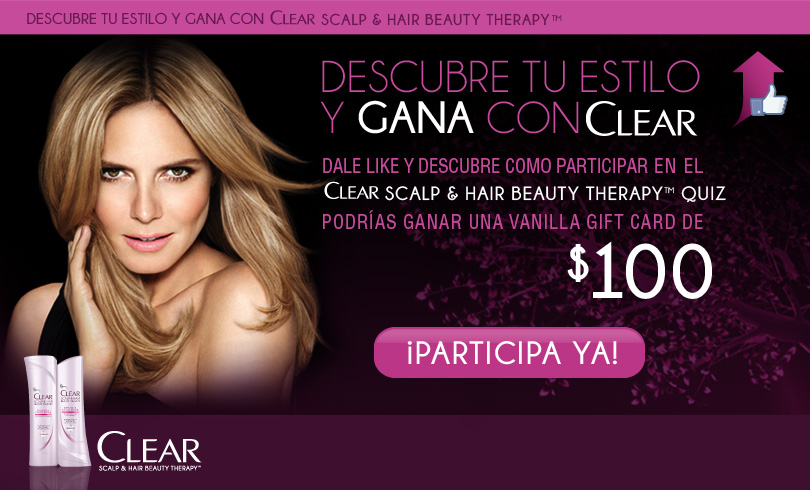 DESCUBRE TU ESTILO Y GANA CON CLEAR SCALP & HAIR BEAUTY THERAPY™
DESCUBRE TU ESTILO
Y GANA CON CLEAR
DALE LIKE Y DESCUBRE COMO PARTICIPAR EN EL
CLEAR SCALP & HAIR BEAUTY THERAPY™ QUIZ
PODRÍAS GANAR UNA VANILLA GIFT CARD DE
$100
¡PARTICIPA YA!
CLEAR
CLEAR
CLEAR
SCALP & HAIR BEAUTY THERAPY™